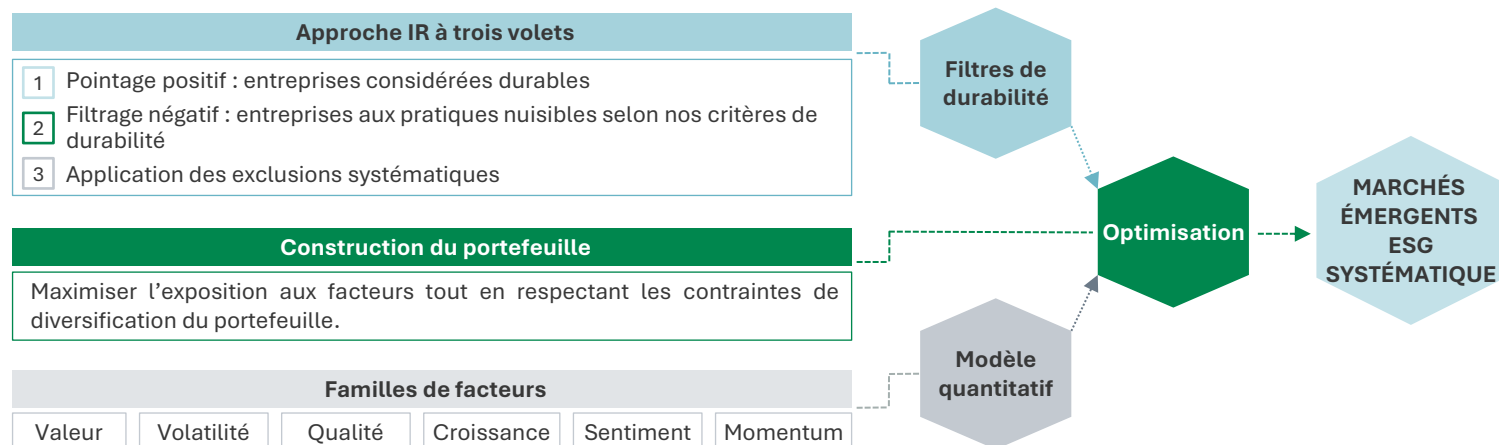 Approche IR à trois volets
1 Pointage positif : entreprises considérées durables
2 Filtrage négatif : entreprises aux pratiques nuisibles selon nos critères de
durabilité
3 Application des exclusions systématiques
Construction du portefeuille
Maximiser l’exposition aux facteurs tout en respectant les contraintes de
diversification du portefeuille.
Familles de facteurs
Valeur Volatilité Qualité Croissance Sentiment Momentum
Filtres de
durabilité
Optimisation
Modèle
quantitatif
MARCHÉS
ÉMERGENTS
ESG
SYSTÉMATIQUE